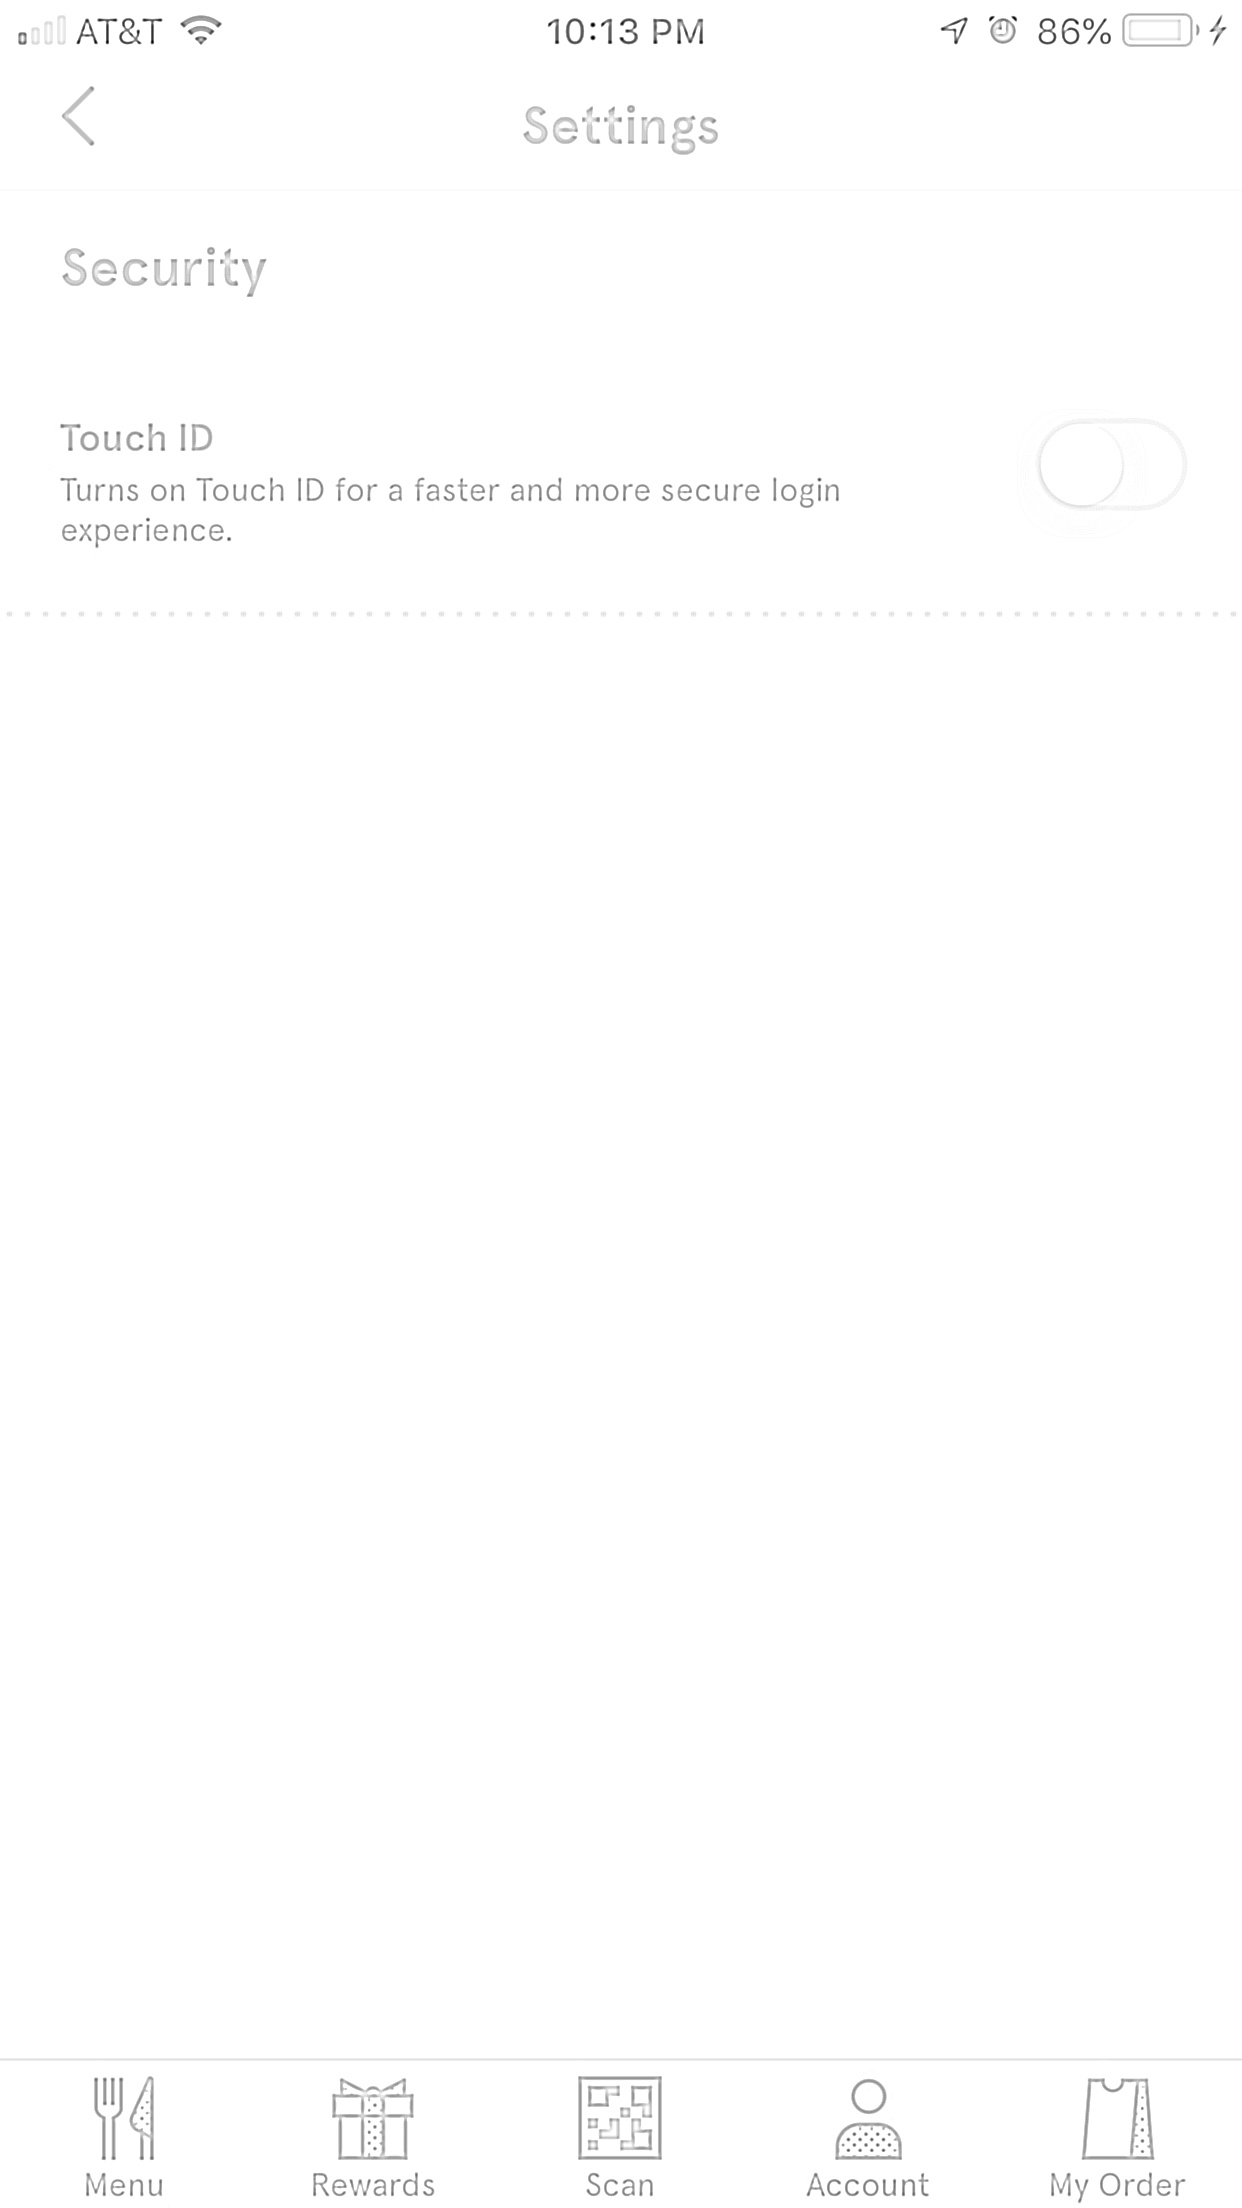 AT&T 10:13 PM 86%
Settings
Security
Touch ID
Turns on Touch ID for a faster and more secure login
experience.
Menu Rewards Scan Account My Order